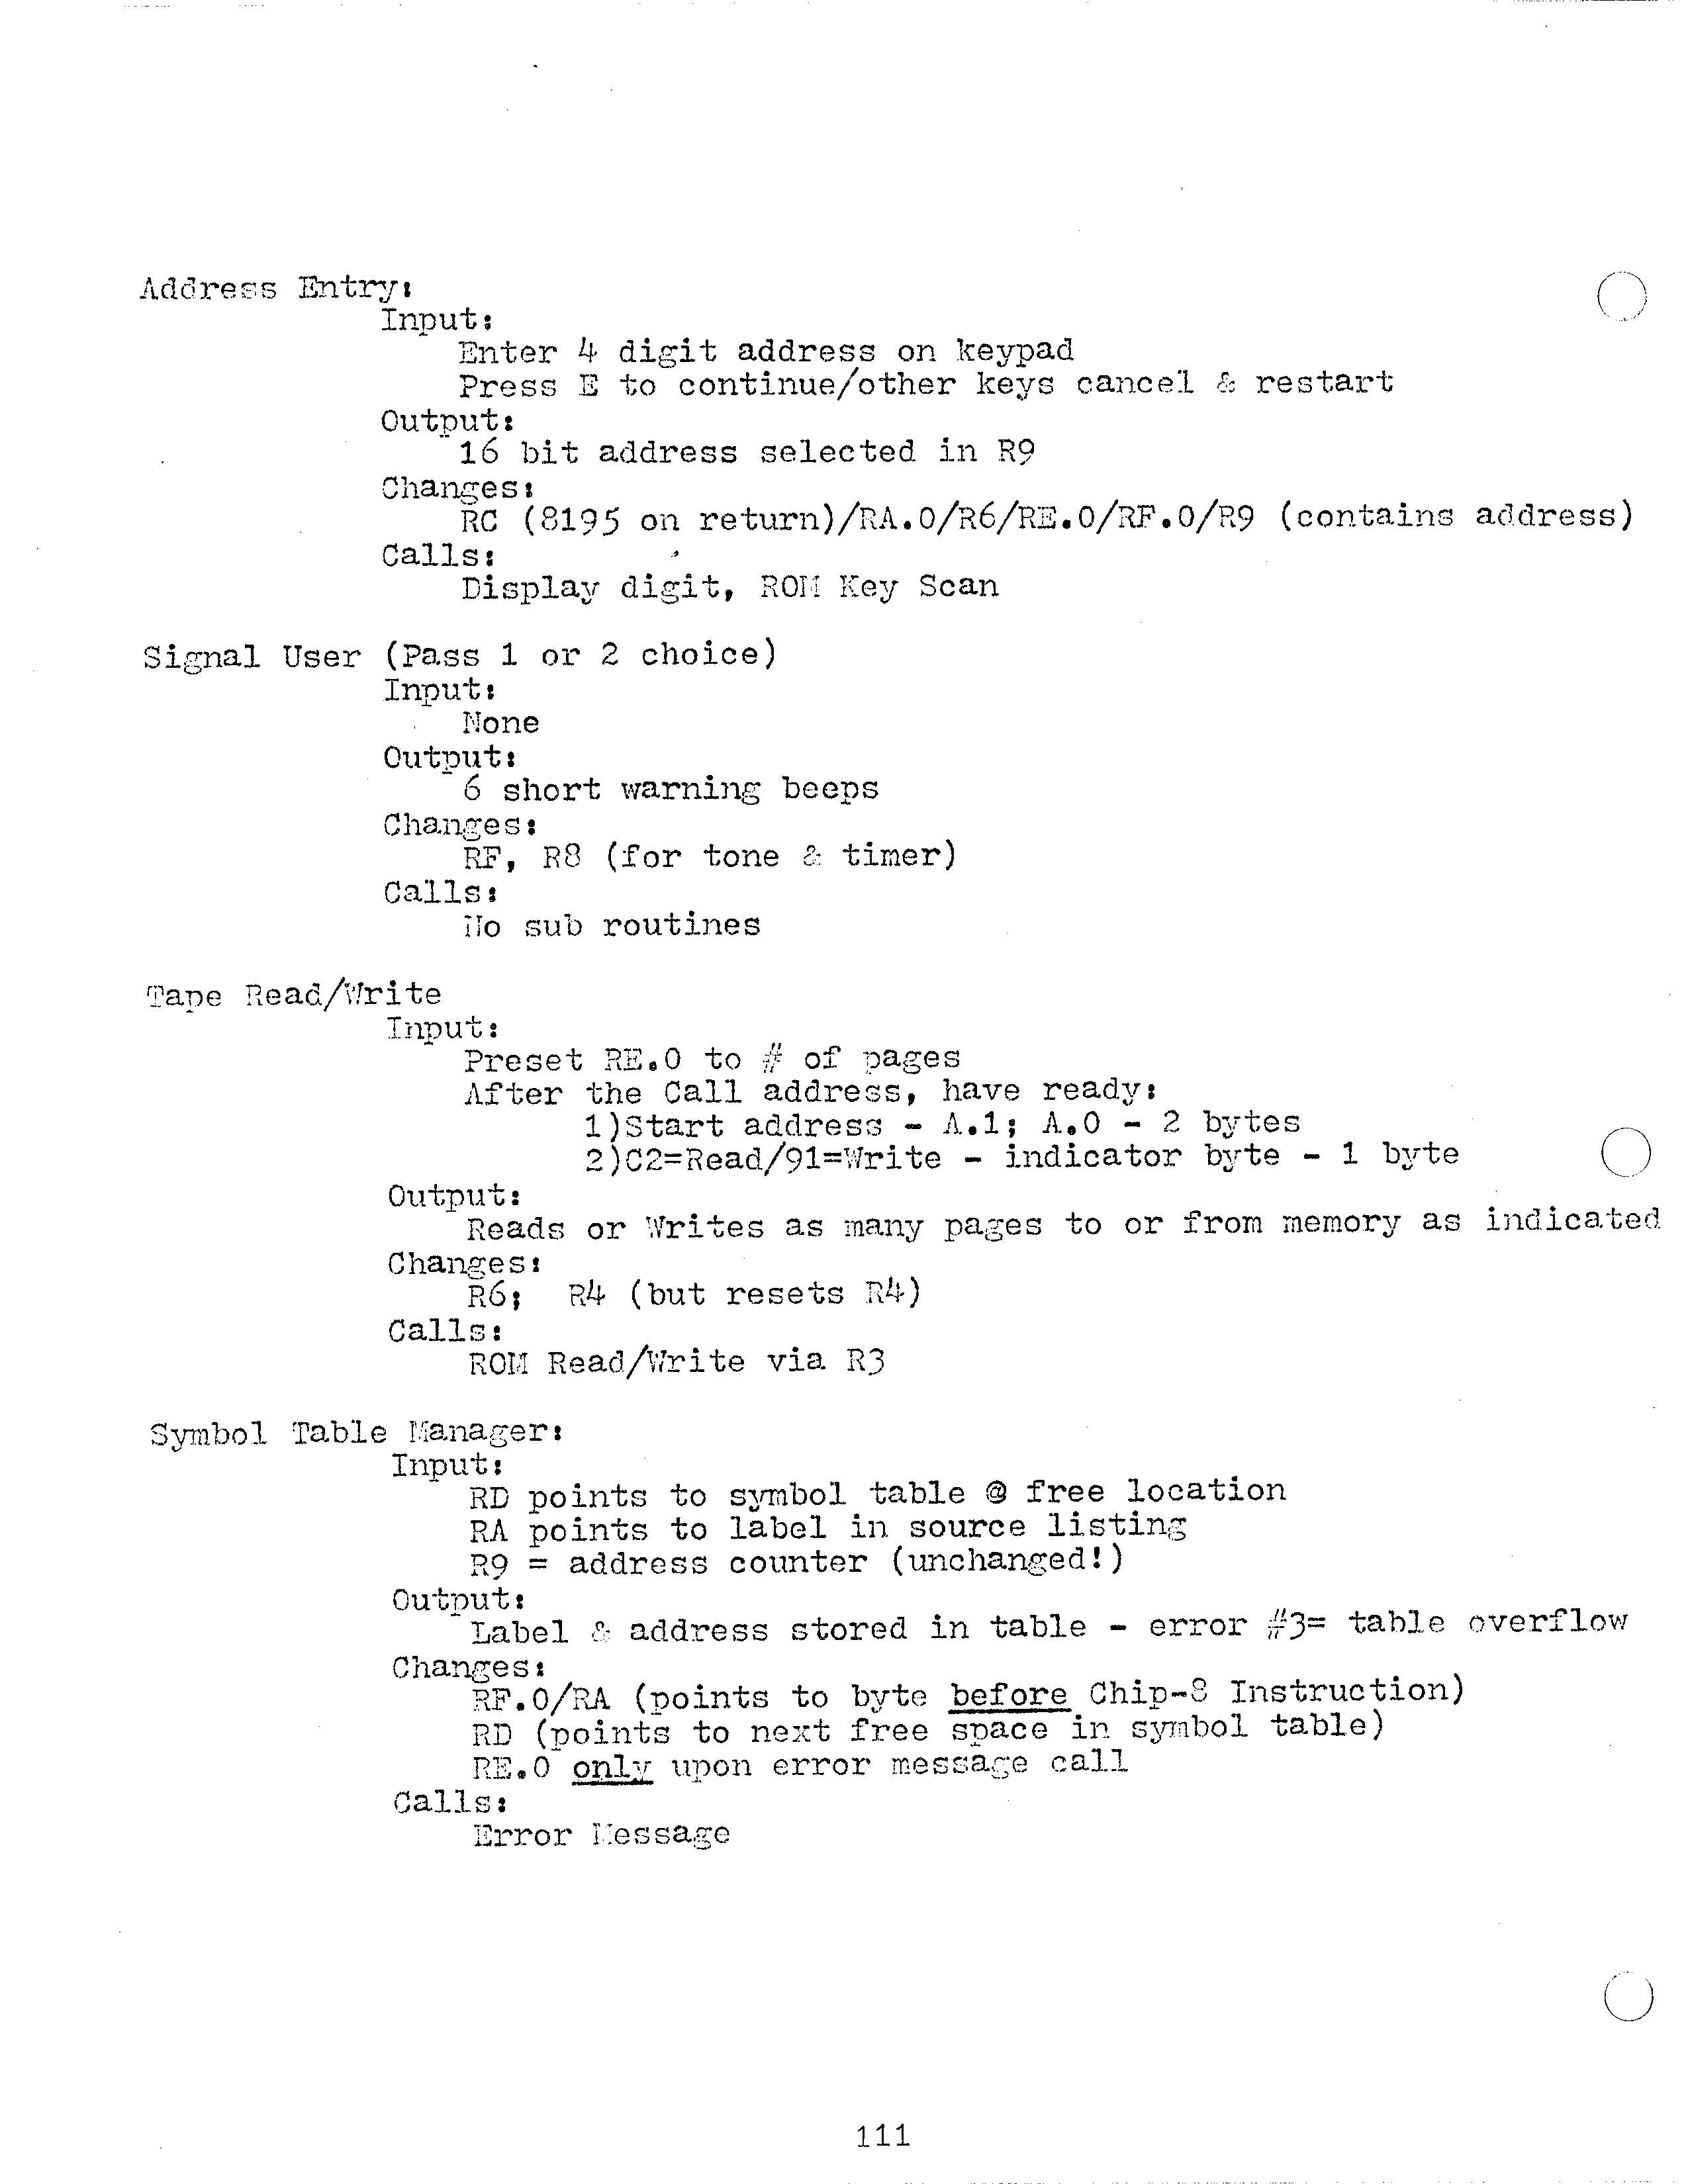 Address Entry:
Input:
Enter 4 digit address on keypad
Press E to continue/other keys cancel & restart
Output:
16 bit address selected in R9
Changes:
RC (8195 on return)/RA.0/R6/RE.0/RF.0/R9 (contains address)
Calls:
Display digit, ROM Key Scan
Signal User (Pass 1 or 2 choice)
Input:
None
Output:
6 short warning beeps
Changes:
RF, R8 (for tone & timer)
Calls:
No sub routines
Tape Read/Write
Input:
Preset RE.0 to # of pages
After the Call address, have ready:
1)Start address - A.1; A.0 - 2 bytes
2)C2=Read/91=Write - indicator byte - 1 byte
Output:
Reads or Writes as many pages to or from memory as indicated
Changes:
R6;  R4 (but resets R4)
Calls:
ROM Read/Write via R3
Symbol Table Manager:
Input:
RD points to symbol table @ free location
RA points to label in source listing
R9 = address counter (unchanged!)
Output:
Label & address stored in table - error #3= table overflow
Changes:
RF.0/RA (points to byte before Chip-8 Instruction)
RD (points to next free space in symbol table)
RE.0 only upon error message call
Calls:
Error Message
111